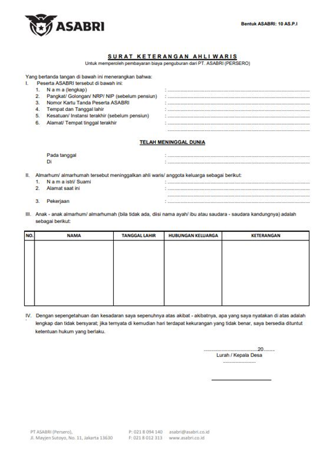 ASABRI
Bentuk ASABRI: 10 AS.P.I
SURAT KETERANGAN AHLI WARIS
Untuk memperoleh pembayaran biaya penguburan dari PT. ASABRI (PERSERO)
Yang bertanda tangan di bawah ini menerangkan bahwa:
I. Peserta ASABRI tersebut di bawah ini:
1. N a m a (lengkap) :
2. Pangkat/ Golongan/ NRP/ NIP (sebelum pensiun) :
3. Nomor Kartu Tanda Peserta ASABRI :
4. Tempat dan Tanggal lahir :
5. Kesatuan/ Instansi terakhir (sebelum pensiun) :
6. Alamat/ Tempat tinggal terakhir :
TELAH MENINGGAL DUNIA
Pada tanggal :
Di :
II. Almarhum/ almarhumah tersebut meninggalkan ahli waris/ anggota keluarga sebagai berikut:
1. N a m a istri/ Suami :
2. Alamat saat ini :
3. Pekerjaan :
III. Anak - anak almarhum/ almarhumah (bila tidak ada, diisi nama ayah/ ibu atau saudara - saudara kandungnya) adalah
sebagai berikut:
NO. NAMA TANGGAL LAHIR HUBUNGAN KELUARGA KETERANGAN
IV. Dengan sepengetahuan dan kesadaran saya sepenuhnya atas akibat - akibatnya, apa yang saya nyatakan di atas adalah
lengkap dan tidak bersyarat; jika ternyata di kemudian hari terdapat kekurangan yang tidak benar, saya bersedia dituntut
ketentuan hukum yang berlaku.
........................,20......
Lurah / Kepala Desa
........................
PT ASABRI (Persero), P: 021 8 094 140 asabri@asabri.co.id
Jl. Mayjen Sutoyo, No. 11, Jakarta 13630 F: 021 8 012 313 www.asabri.co.id